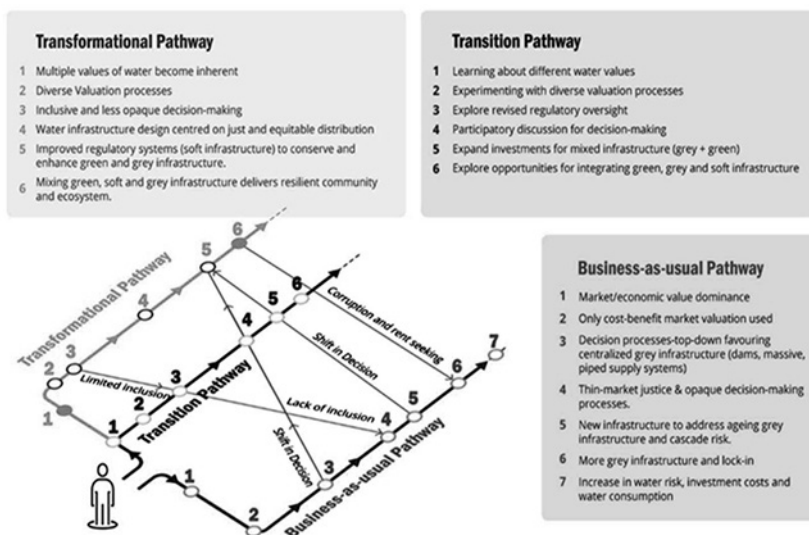 Transformational Pathway
1 Multiple values of water become inherent
2 Diverse Valuation processes
3 Inclusive and less opaque decision-making
4 Water infrastructure design centred on just and equitable distribution
5 Improved regulatory systems (soft infrastructure) to conserve and
enhance green and grey infrastructure.
6 Mixing green, soft and grey infrastructure delivers resilient community
and ecosystem.
Transition Pathway
1 Learning about different water values
2 Experimenting with diverse valuation processes
3 Explore revised regulatory oversight
4 Participatory discussion for decision-making
5 Expand investments for mixed infrastructure (grey + green)
6 Explore opportunities for integrating green, grey and soft infrastructure
Business-as-usual Pathway
1 Market/economic value dominance
2 Only cost-benefit market valuation used
3 Decision processes-top-down favouring
centralized grey infrastructure (dams, massive,
piped supply systems)
4 Thin-market justice & opaque decision-making
processes.
5 New infrastructure to address ageing grey
infrastructure and cascade risk.
6 More grey infrastructure and lock-in
7 Increase in water risk, investment costs and
water consumption
Transformational Pathway
1
2
3
4
5
6
Transition Pathway
1
2
3
4
5
6
Business-as-usual Pathway
1
2
3
4
5
6
7
Limited inclusion
Lack of inclusion
Shift in Decision
Shift in Decision
Corruption and rent seeking